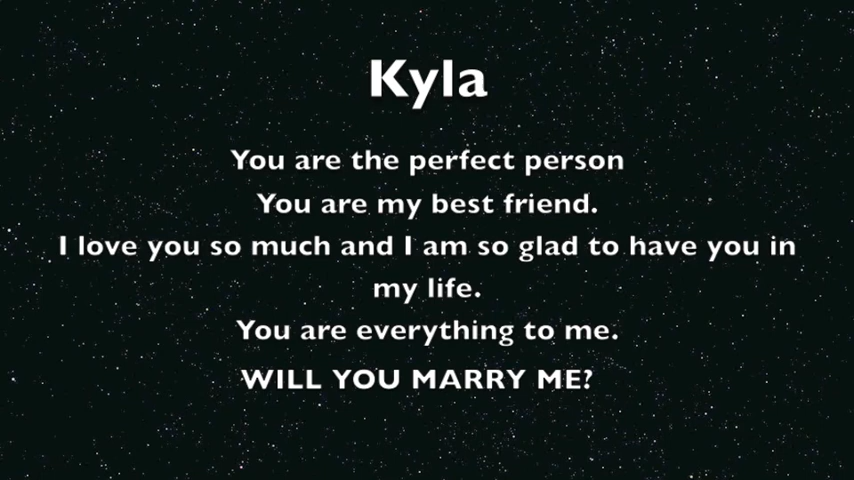 Kyla
You are the perfect person
You are my best friend.
I love you so much and I am so glad to have you in
my life.
You are everything to me.
WILL YOU MARRY ME?